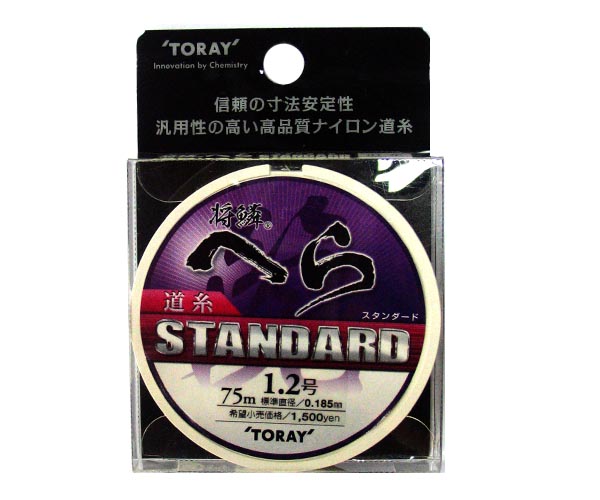 'TORAY'
Innovation by Chemistry
信頼の寸法安定性
汎用性の高い高品質ナイロン道糸
将鱗®
へら
道糸
スタンダード
STANDARD
75m 1.2号
標準直径/0.185mm
希望小売価格/1,500yen
'TORAY'